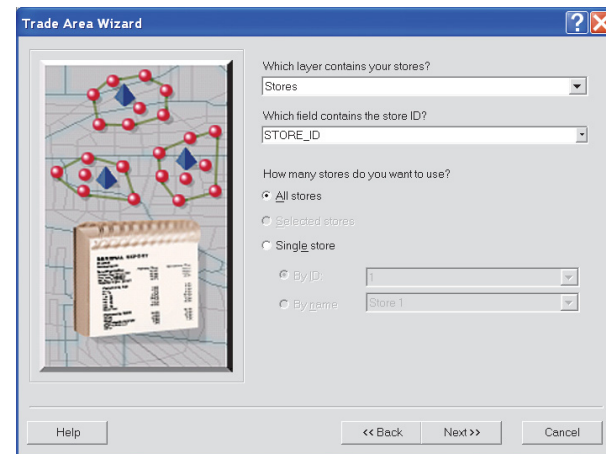 Trade Area Wizard
Which layer contains your stores?
Stores
Which field contains the store ID?
STORE_ID
How many stores do you want to use?
All stores
Selected stores
Single store
By ID: 1
By name: Store 1
Help << Back Next >> Cancel